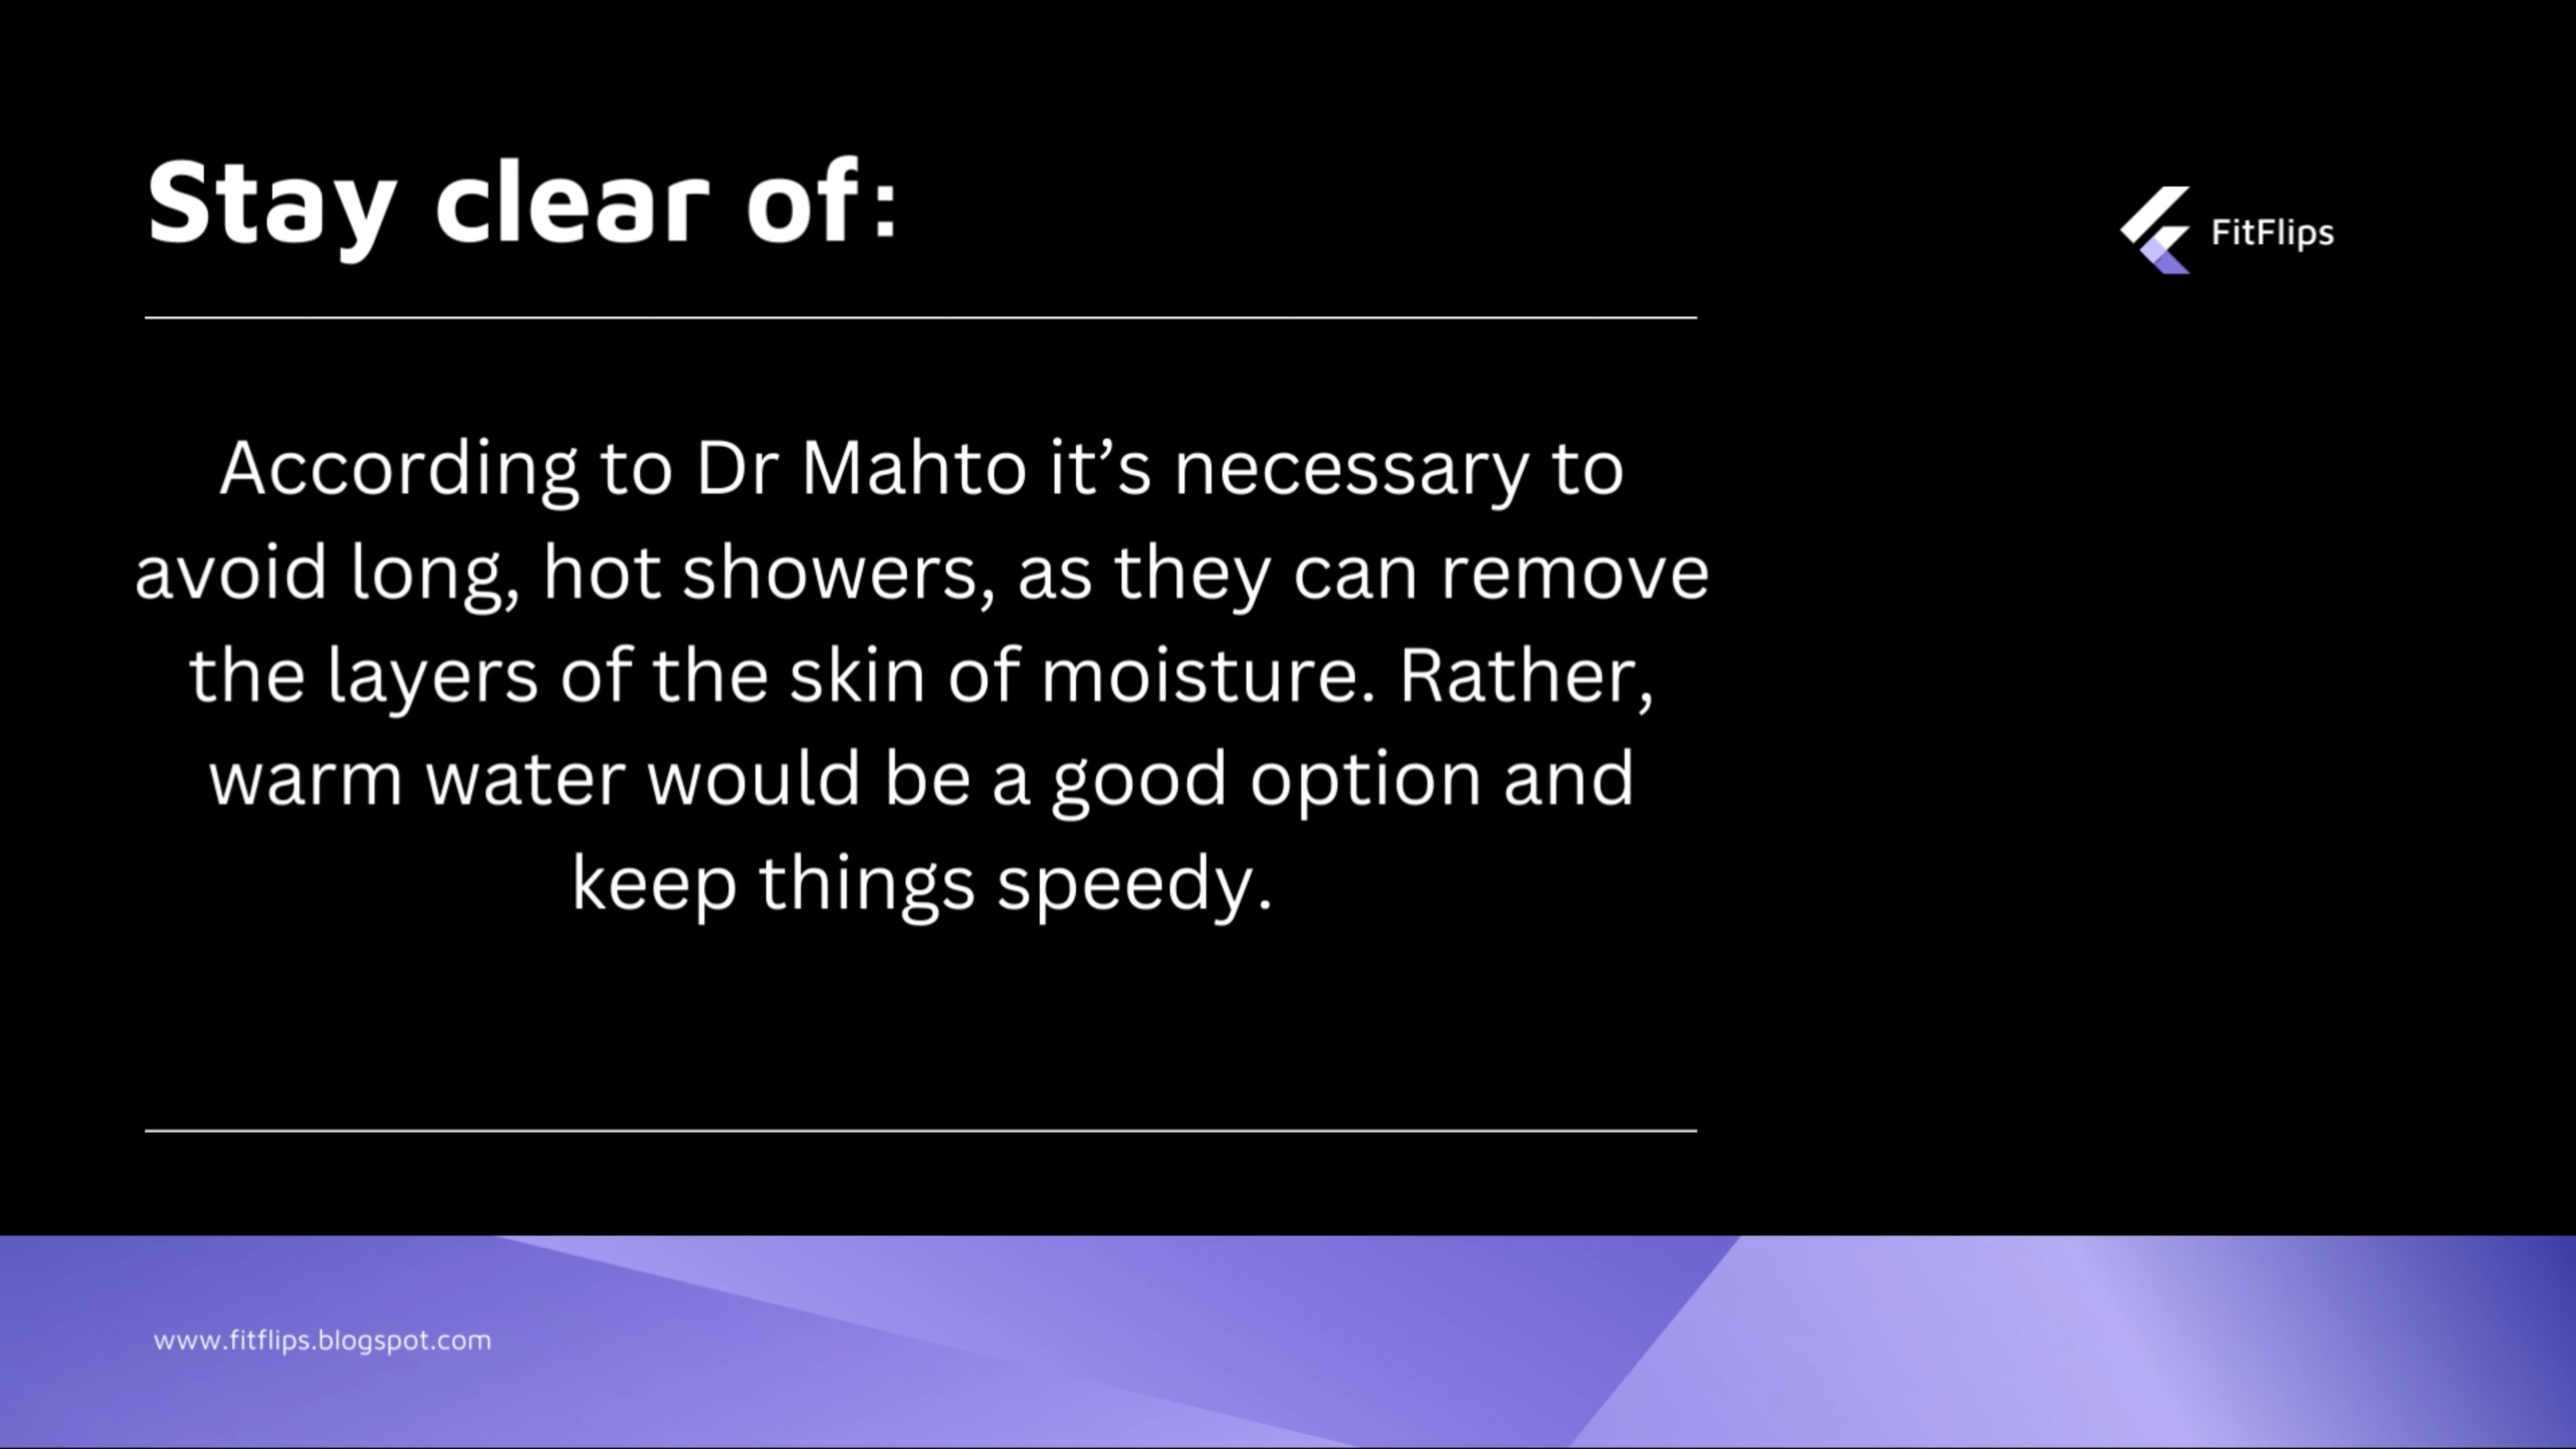 Stay clear of:
FitFlips
According to Dr Mahto it’s necessary to
avoid long, hot showers, as they can remove
the layers of the skin of moisture. Rather,
warm water would be a good option and
keep things speedy.
www.fitflips.blogspot.com